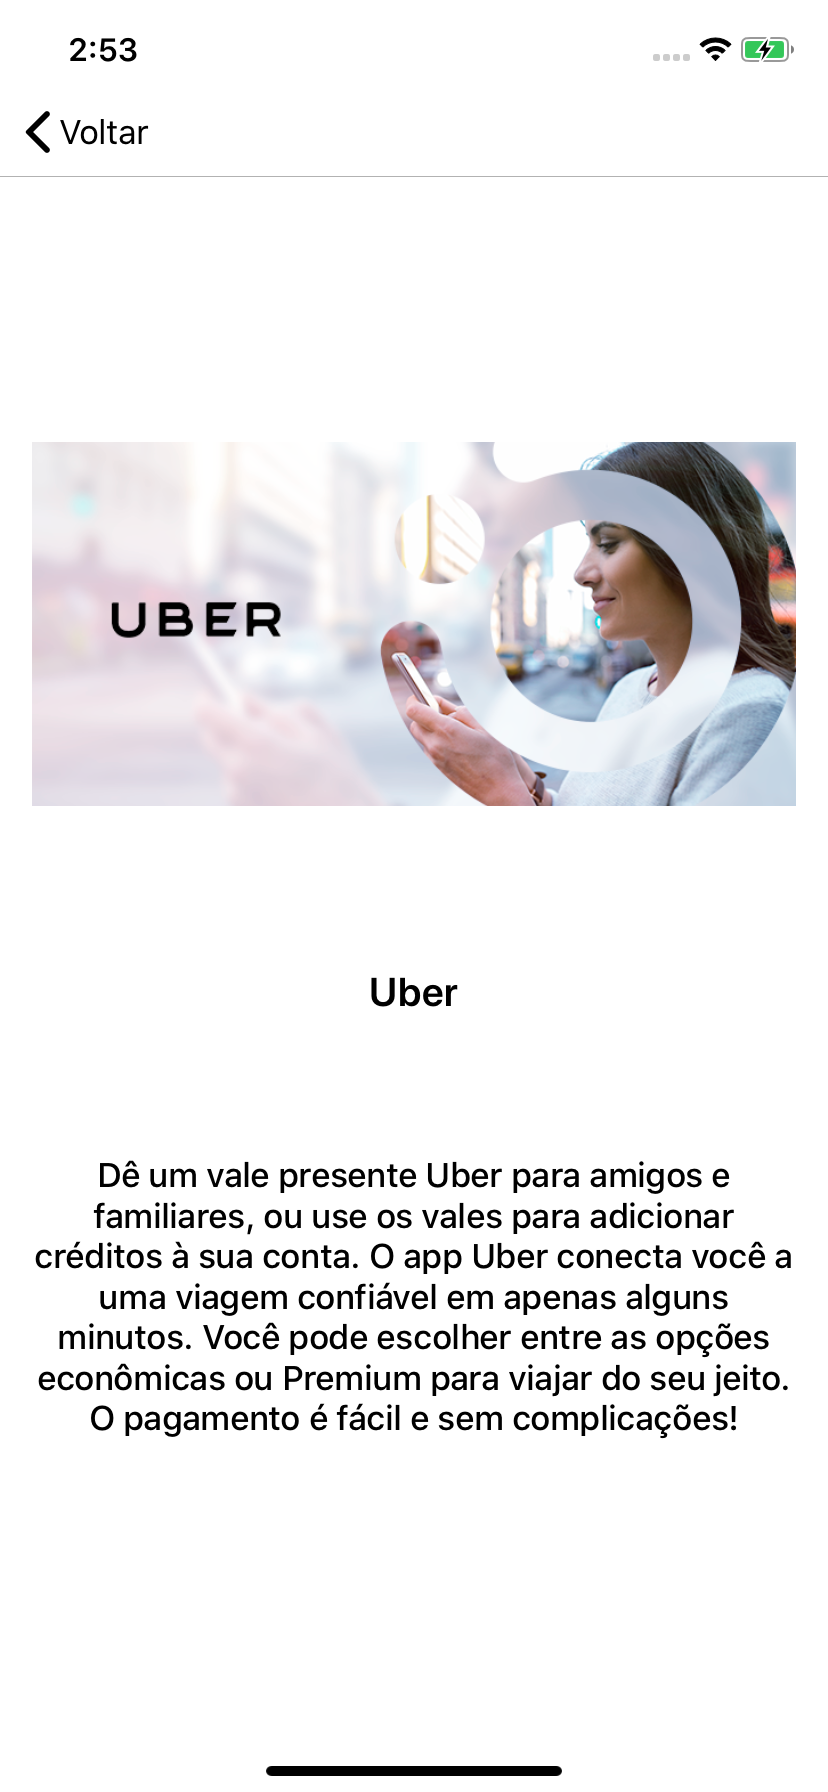 2:53
Voltar
UBER
Uber
Dê um vale presente Uber para amigos e
familiares, ou use os vales para adicionar
créditos à sua conta. O app Uber conecta você a
uma viagem confiável em apenas alguns
minutos. Você pode escolher entre as opções
econômicas ou Premium para viajar do seu jeito.
O pagamento é fácil e sem complicações!